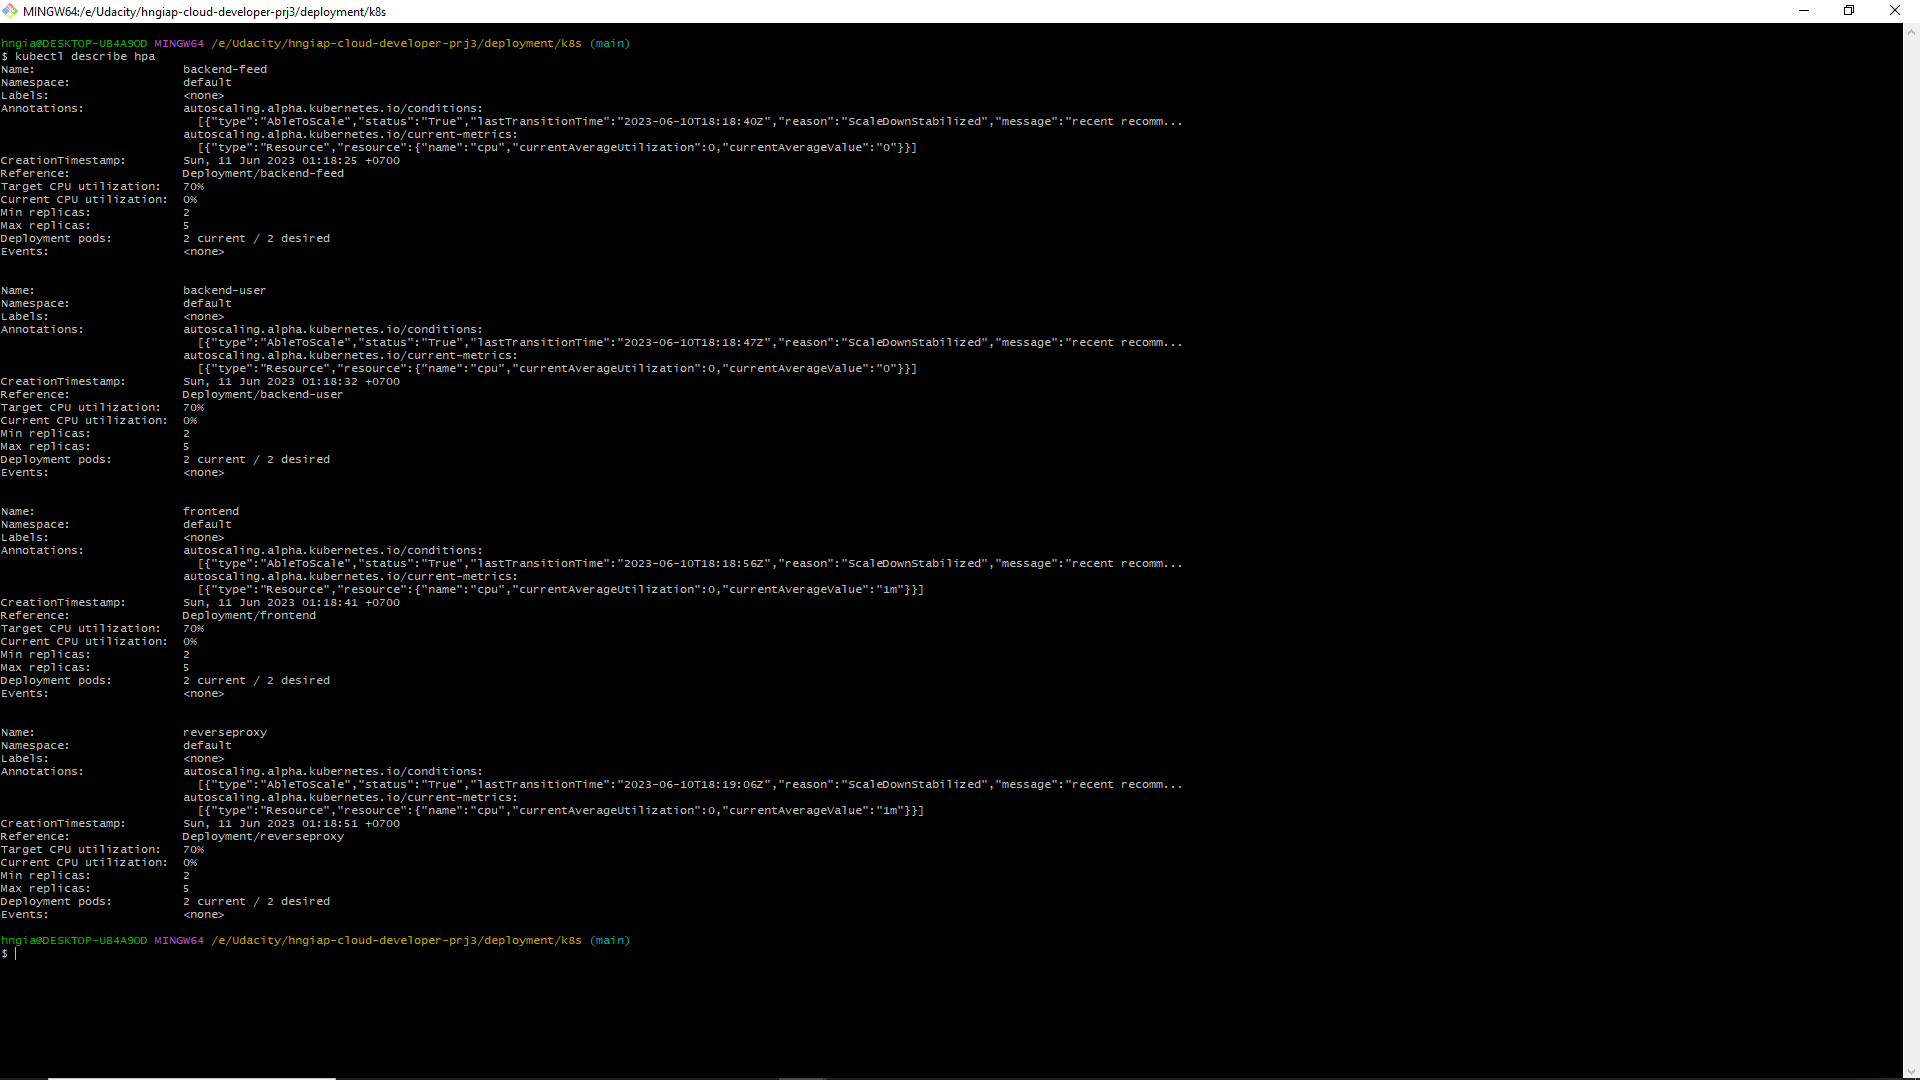 MINGW64:/e/Udacity/hngiap-cloud-developer-prj3/deployment/k8s
hngia@DESKTOP-UB4A9OD MINGW64 /e/Udacity/hngiap-cloud-developer-prj3/deployment/k8s (main)
$ kubectl describe hpa
Name: backend-feed
Namespace: default
Labels: <none>
Annotations: autoscaling.alpha.kubernetes.io/conditions:
[{"type":"AbleToScale","status":"True","lastTransitionTime":"2023-06-10T18:18:40Z","reason":"ScaleDownStabilized","message":"recent recomm...
autoscaling.alpha.kubernetes.io/current-metrics:
[{"type":"Resource","resource":{"name":"cpu","currentAverageUtilization":0,"currentAverageValue":"0"}}]
CreationTimestamp: Sun, 11 Jun 2023 01:18:25 +0700
Reference: Deployment/backend-feed
Target CPU utilization: 70%
Current CPU utilization: 0%
Min replicas: 2
Max replicas: 5
Deployment pods: 2 current / 2 desired
Events: <none>
Name: backend-user
Namespace: default
Labels: <none>
Annotations: autoscaling.alpha.kubernetes.io/conditions:
[{"type":"AbleToScale","status":"True","lastTransitionTime":"2023-06-10T18:18:47Z","reason":"ScaleDownStabilized","message":"recent recomm...
autoscaling.alpha.kubernetes.io/current-metrics:
[{"type":"Resource","resource":{"name":"cpu","currentAverageUtilization":0,"currentAverageValue":"0"}}]
CreationTimestamp: Sun, 11 Jun 2023 01:18:32 +0700
Reference: Deployment/backend-user
Target CPU utilization: 70%
Current CPU utilization: 0%
Min replicas: 2
Max replicas: 5
Deployment pods: 2 current / 2 desired
Events: <none>
Name: frontend
Namespace: default
Labels: <none>
Annotations: autoscaling.alpha.kubernetes.io/conditions:
[{"type":"AbleToScale","status":"True","lastTransitionTime":"2023-06-10T18:18:56Z","reason":"ScaleDownStabilized","message":"recent recomm...
autoscaling.alpha.kubernetes.io/current-metrics:
[{"type":"Resource","resource":{"name":"cpu","currentAverageUtilization":0,"currentAverageValue":"1m"}}]
CreationTimestamp: Sun, 11 Jun 2023 01:18:41 +0700
Reference: Deployment/frontend
Target CPU utilization: 70%
Current CPU utilization: 0%
Min replicas: 2
Max replicas: 5
Deployment pods: 2 current / 2 desired
Events: <none>
Name: reverseproxy
Namespace: default
Labels: <none>
Annotations: autoscaling.alpha.kubernetes.io/conditions:
[{"type":"AbleToScale","status":"True","lastTransitionTime":"2023-06-10T18:19:06Z","reason":"ScaleDownStabilized","message":"recent recomm...
autoscaling.alpha.kubernetes.io/current-metrics:
[{"type":"Resource","resource":{"name":"cpu","currentAverageUtilization":0,"currentAverageValue":"1m"}}]
CreationTimestamp: Sun, 11 Jun 2023 01:18:51 +0700
Reference: Deployment/reverseproxy
Target CPU utilization: 70%
Current CPU utilization: 0%
Min replicas: 2
Max replicas: 5
Deployment pods: 2 current / 2 desired
Events: <none>
hngia@DESKTOP-UB4A9OD MINGW64 /e/Udacity/hngiap-cloud-developer-prj3/deployment/k8s (main)
$